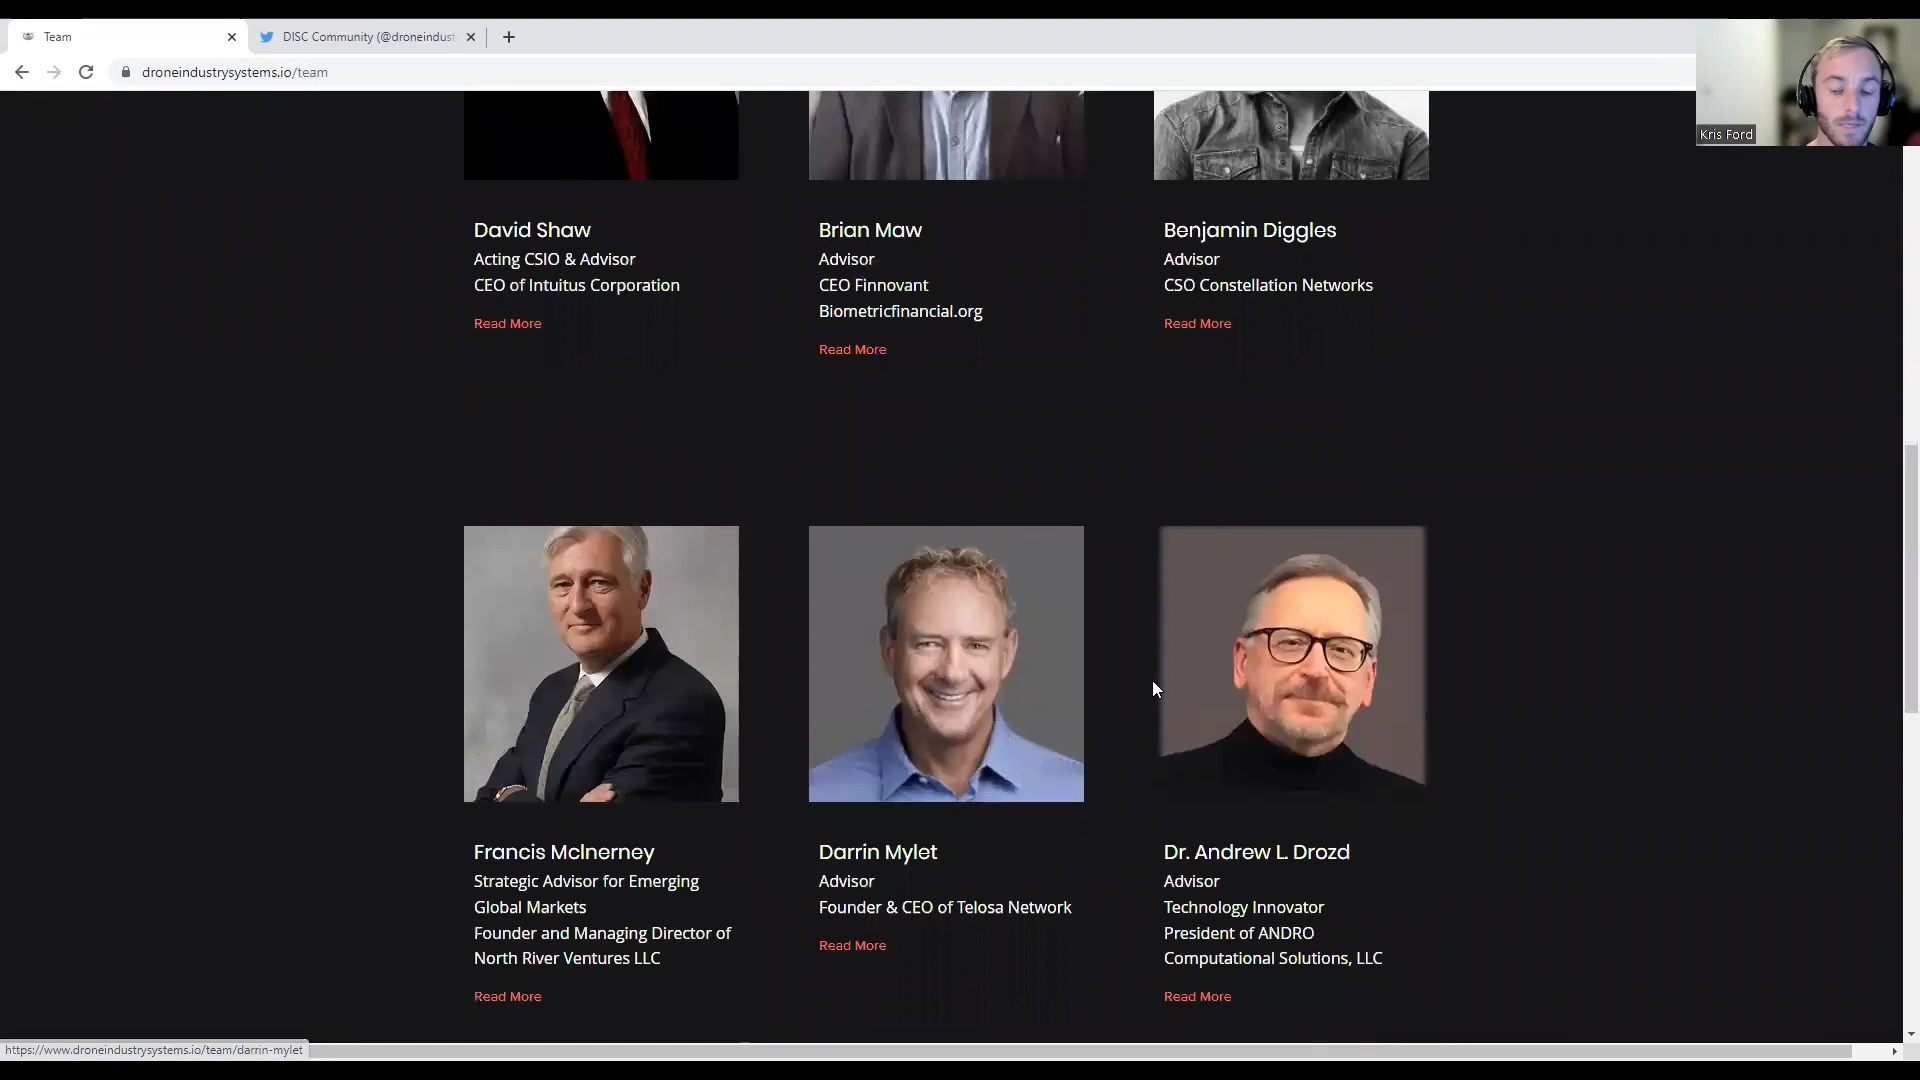 Team
DISC Community (@droneindust
droneindustrysystems.io/team
Kris Ford
David Shaw
Acting CSIO & Advisor
CEO of Intuitus Corporation
Read More
Brian Maw
Advisor
CEO Finnovant
Biometricfinancial.org
Read More
Benjamin Diggles
Advisor
CSO Constellation Networks
Read More
Francis McInerney
Strategic Advisor for Emerging
Global Markets
Founder and Managing Director of
North River Ventures LLC
Read More
Darrin Mylet
Advisor
Founder & CEO of Telosa Network
Read More
Dr. Andrew L. Drozd
Advisor
Technology Innovator
President of ANDRO
Computational Solutions, LLC
Read More
https://www.droneindustrysystems.io/team/darrin-mylet